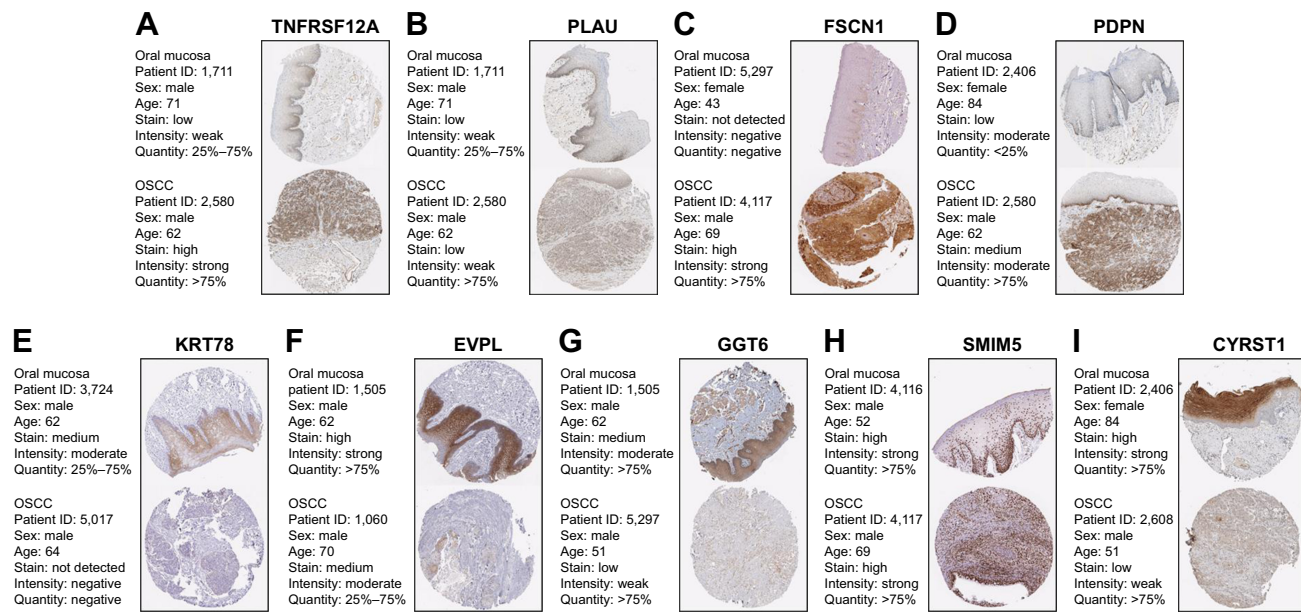 A
TNFRSF12A
Oral mucosa
Patient ID: 1,711
Sex: male
Age: 71
Stain: low
Intensity: weak
Quantity: 25%–75%
OSCC
Patient ID: 2,580
Sex: male
Age: 62
Stain: high
Intensity: strong
Quantity: >75%
B
PLAU
Oral mucosa
Patient ID: 1,711
Sex: male
Age: 71
Stain: low
Intensity: weak
Quantity: 25%–75%
OSCC
Patient ID: 2,580
Sex: male
Age: 62
Stain: low
Intensity: weak
Quantity: >75%
C
FSCN1
Oral mucosa
Patient ID: 5,297
Sex: female
Age: 43
Stain: not detected
Intensity: negative
Quantity: negative
OSCC
Patient ID: 4,117
Sex: male
Age: 69
Stain: high
Intensity: strong
Quantity: >75%
D
PDPN
Oral mucosa
Patient ID: 2,406
Sex: female
Age: 84
Stain: low
Intensity: moderate
Quantity: <25%
OSCC
Patient ID: 2,580
Sex: male
Age: 62
Stain: medium
Intensity: moderate
Quantity: >75%
E
KRT78
Oral mucosa
Patient ID: 3,724
Sex: male
Age: 62
Stain: medium
Intensity: moderate
Quantity: 25%–75%
OSCC
Patient ID: 5,017
Sex: male
Age: 64
Stain: not detected
Intensity: negative
Quantity: negative
F
EVPL
Oral mucosa
patient ID: 1,505
Sex: male
Age: 62
Stain: high
Intensity: strong
Quantity: >75%
OSCC
Patient ID: 1,060
Sex: male
Age: 70
Stain: medium
Intensity: moderate
Quantity: 25%–75%
G
GGT6
Oral mucosa
Patient ID: 1,505
Sex: male
Age: 62
Stain: medium
Intensity: moderate
Quantity: >75%
OSCC
Patient ID: 5,297
Sex: male
Age: 51
Stain: low
Intensity: weak
Quantity: >75%
H
SMIM5
Oral mucosa
Patient ID: 4,116
Sex: male
Age: 52
Stain: high
Intensity: strong
Quantity: >75%
OSCC
Patient ID: 4,117
Sex: male
Age: 69
Stain: high
Intensity: strong
Quantity: >75%
I
CYRST1
Oral mucosa
Patient ID: 2,406
Sex: female
Age: 84
Stain: high
Intensity: strong
Quantity: >75%
OSCC
Patient ID: 2,608
Sex: male
Age: 51
Stain: low
Intensity: weak
Quantity: >75%